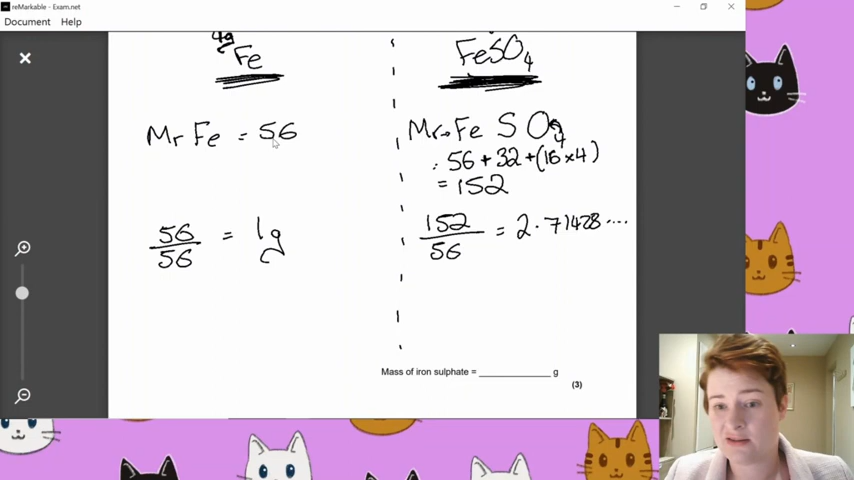 reMarkable - Exam.net
Document Help
4g
Fe
FeSO4
Mr Fe = 56
Mr → Fe S O4
: 56 + 32 + (16 x 4)
= 152
56/56 = 1g
152/56 = 2.71428...
Mass of iron sulphate = ____________ g
(3)